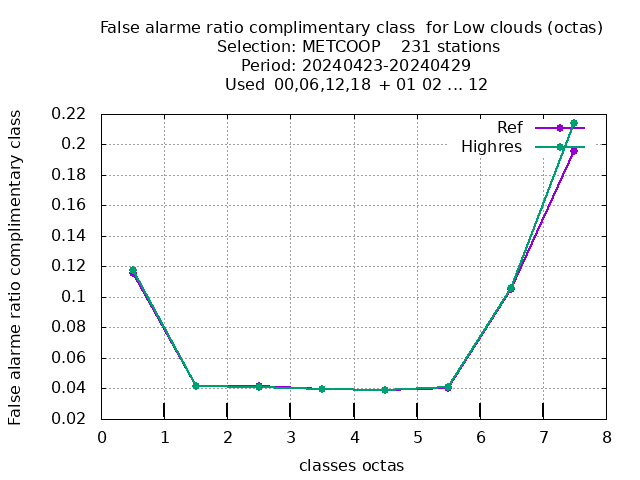 False alarme ratio complimentary class  for Low clouds (octas)
Selection: METCOOP    231 stations
Period: 20240423-20240429
Used  00,06,12,18 + 01 02 ... 12
False alarme ratio complimentary class
0.22
0.2
0.18
0.16
0.14
0.12
0.1
0.08
0.06
0.04
0.02
Ref
Highres
0 1 2 3 4 5 6 7 8
classes octas